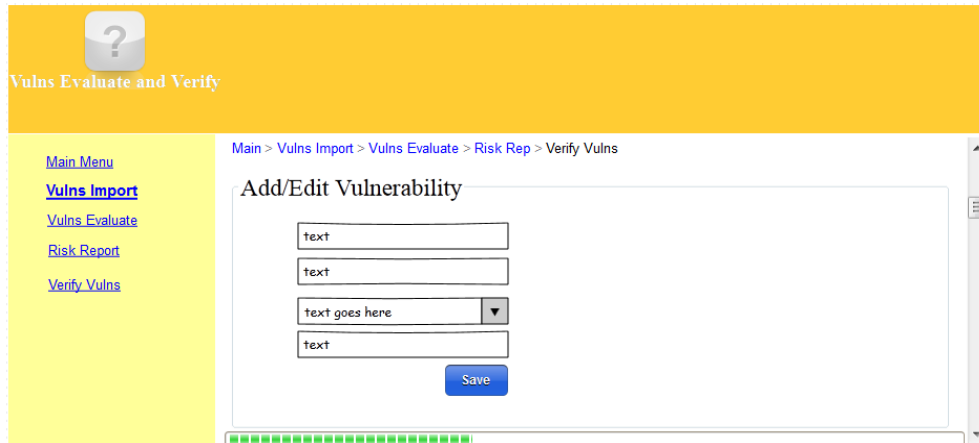 ?
Vulns Evaluate and Verify
Main Menu
Vulns Import
Vulns Evaluate
Risk Report
Verify Vulns
Main > Vulns Import > Vulns Evaluate > Risk Rep > Verify Vulns
Add/Edit Vulnerability
text
text
text goes here
text
Save